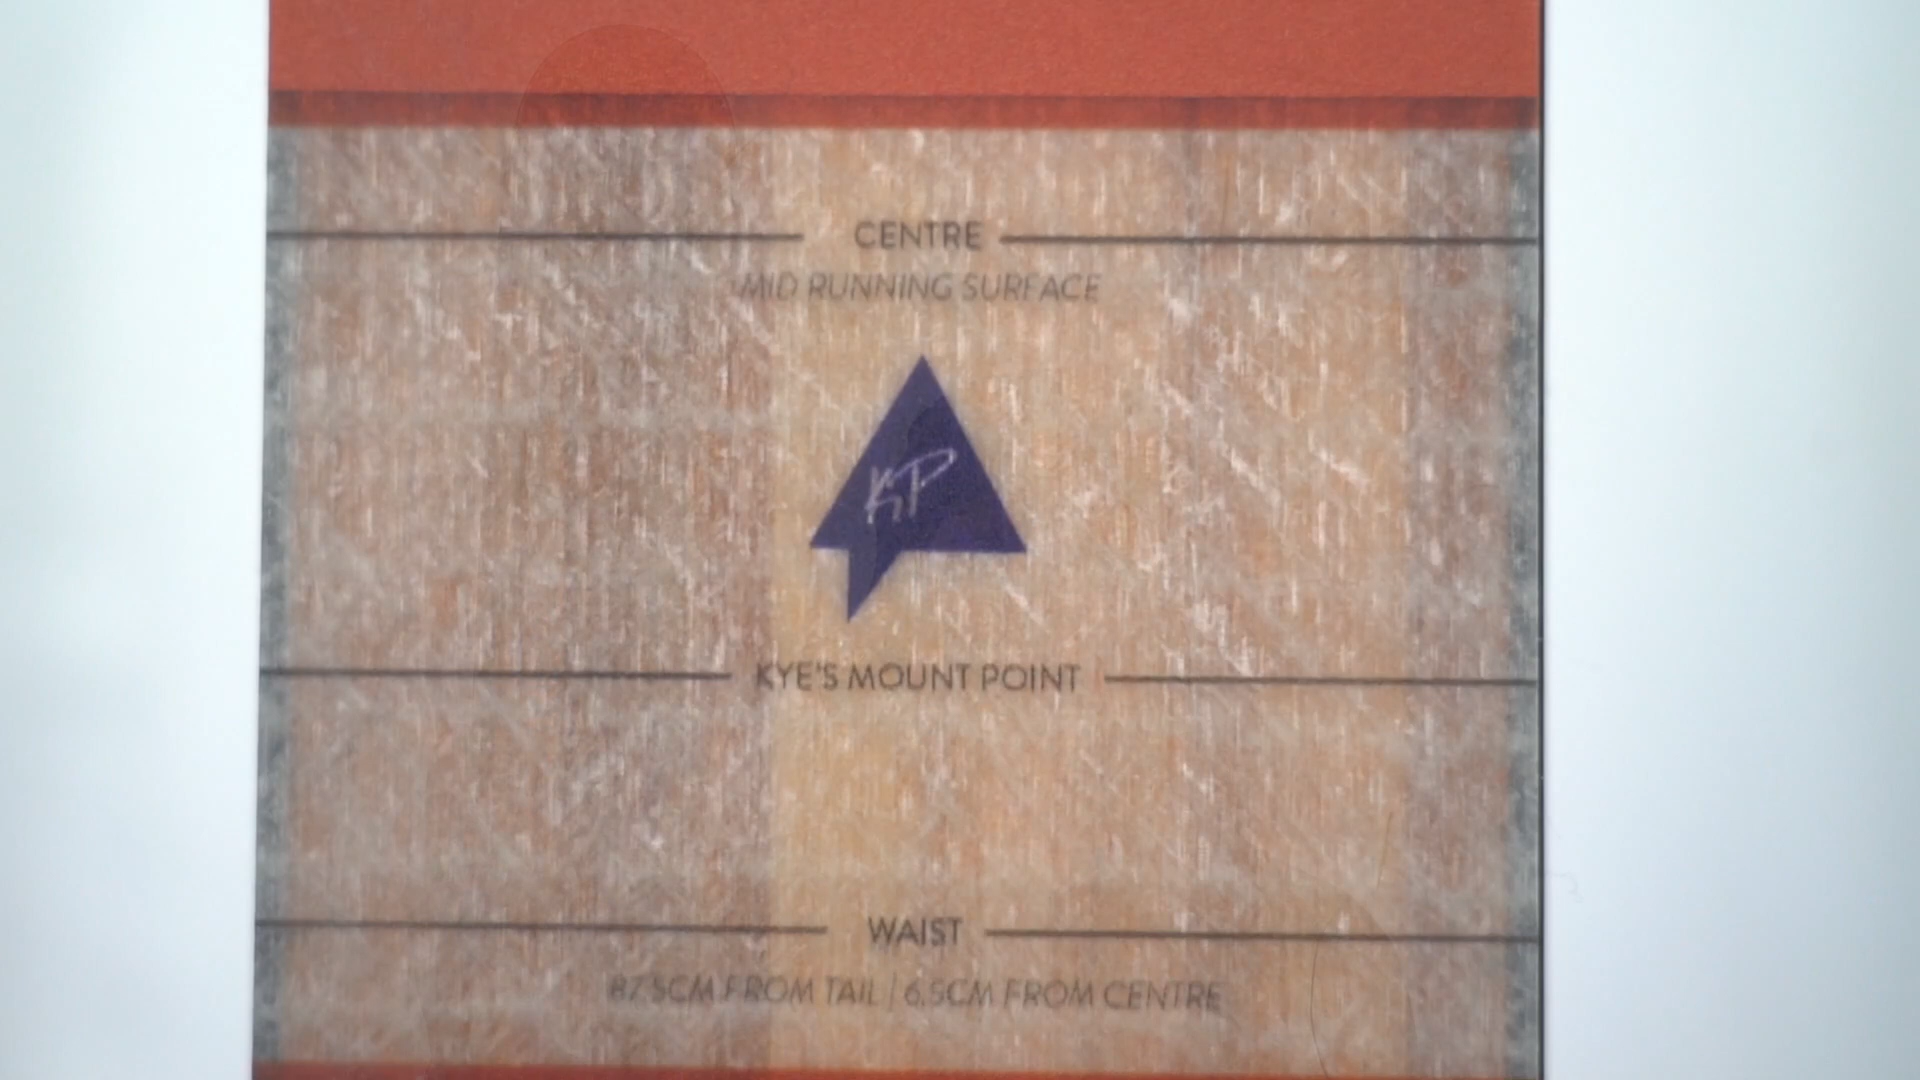 CENTRE
MID RUNNING SURFACE
KP
KYE'S MOUNT POINT
WAIST
87.5CM FROM TAIL | 6.5CM FROM CENTRE